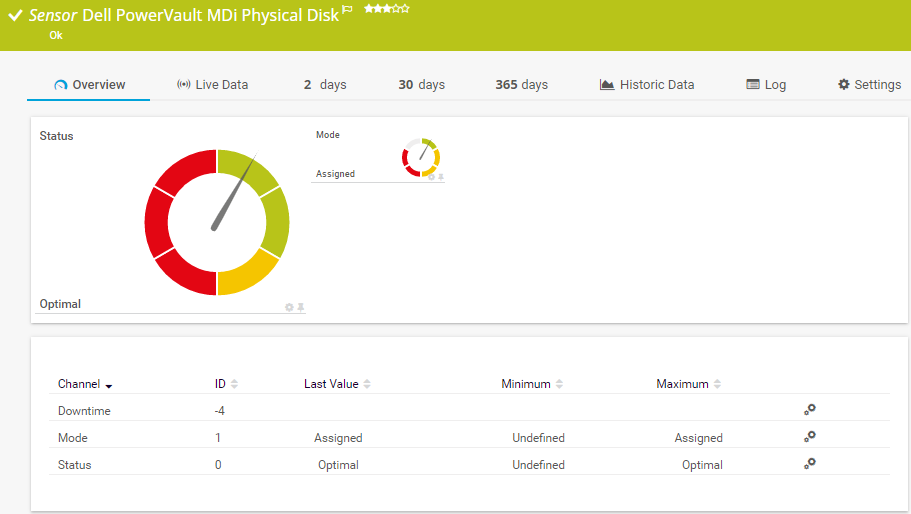 Sensor Dell PowerVault MDi Physical Disk
Ok
Overview Live Data 2 days 30 days 365 days Historic Data Log Settings
Status
Mode
Assigned
Optimal
Channel ID Last Value Minimum Maximum
Downtime -4
Mode 1 Assigned Undefined Assigned
Status 0 Optimal Undefined Optimal